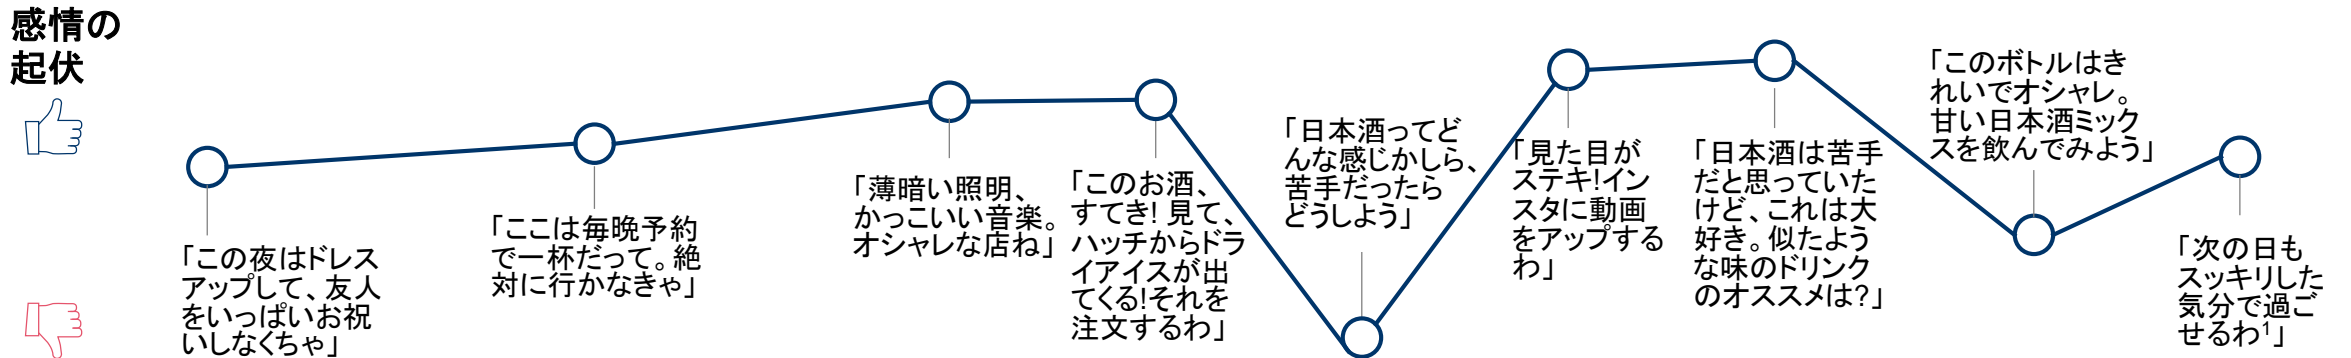 感情の
起伏
「この夜はドレス
アップして、友人
をいっぱいお祝
いしなくちゃ」
「ここは毎晩予約
で一杯だって。絶
対に行かなきゃ」
「薄暗い照明、
かっこいい音楽。
オシャレな店ね」
「このお酒、
すてき! 見て、
ハッチからドラ
イアイスが出
てくる!それを
注文するわ」
「日本酒ってど
んな感じかしら、
苦手だったら
どうしよう」
「見た目が
ステキ!イン
スタに動画
をアップする
わ」
「日本酒は苦手
だと思っていた
けど、これは大
好き。似たよう
な味のドリンク
のオススメは?」
「このボトルはき
れいでオシャレ。
甘い日本酒ミック
スを飲んでみよう」
「次の日も
スッキリした
気分で過ご
せるわ¹」